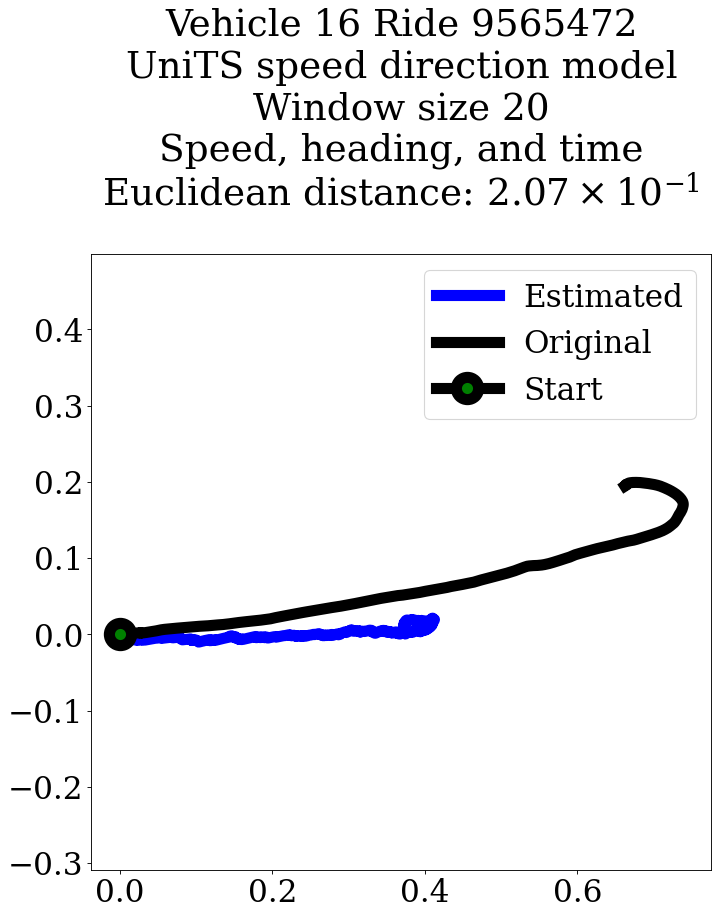 Vehicle 16 Ride 9565472
UniTS speed direction model
Window size 20
Speed, heading, and time
Euclidean distance: 2.07 × 10⁻¹
Estimated
Original
Start
0.4
0.3
0.2
0.1
0.0
−0.1
−0.2
−0.3
0.0 0.2 0.4 0.6